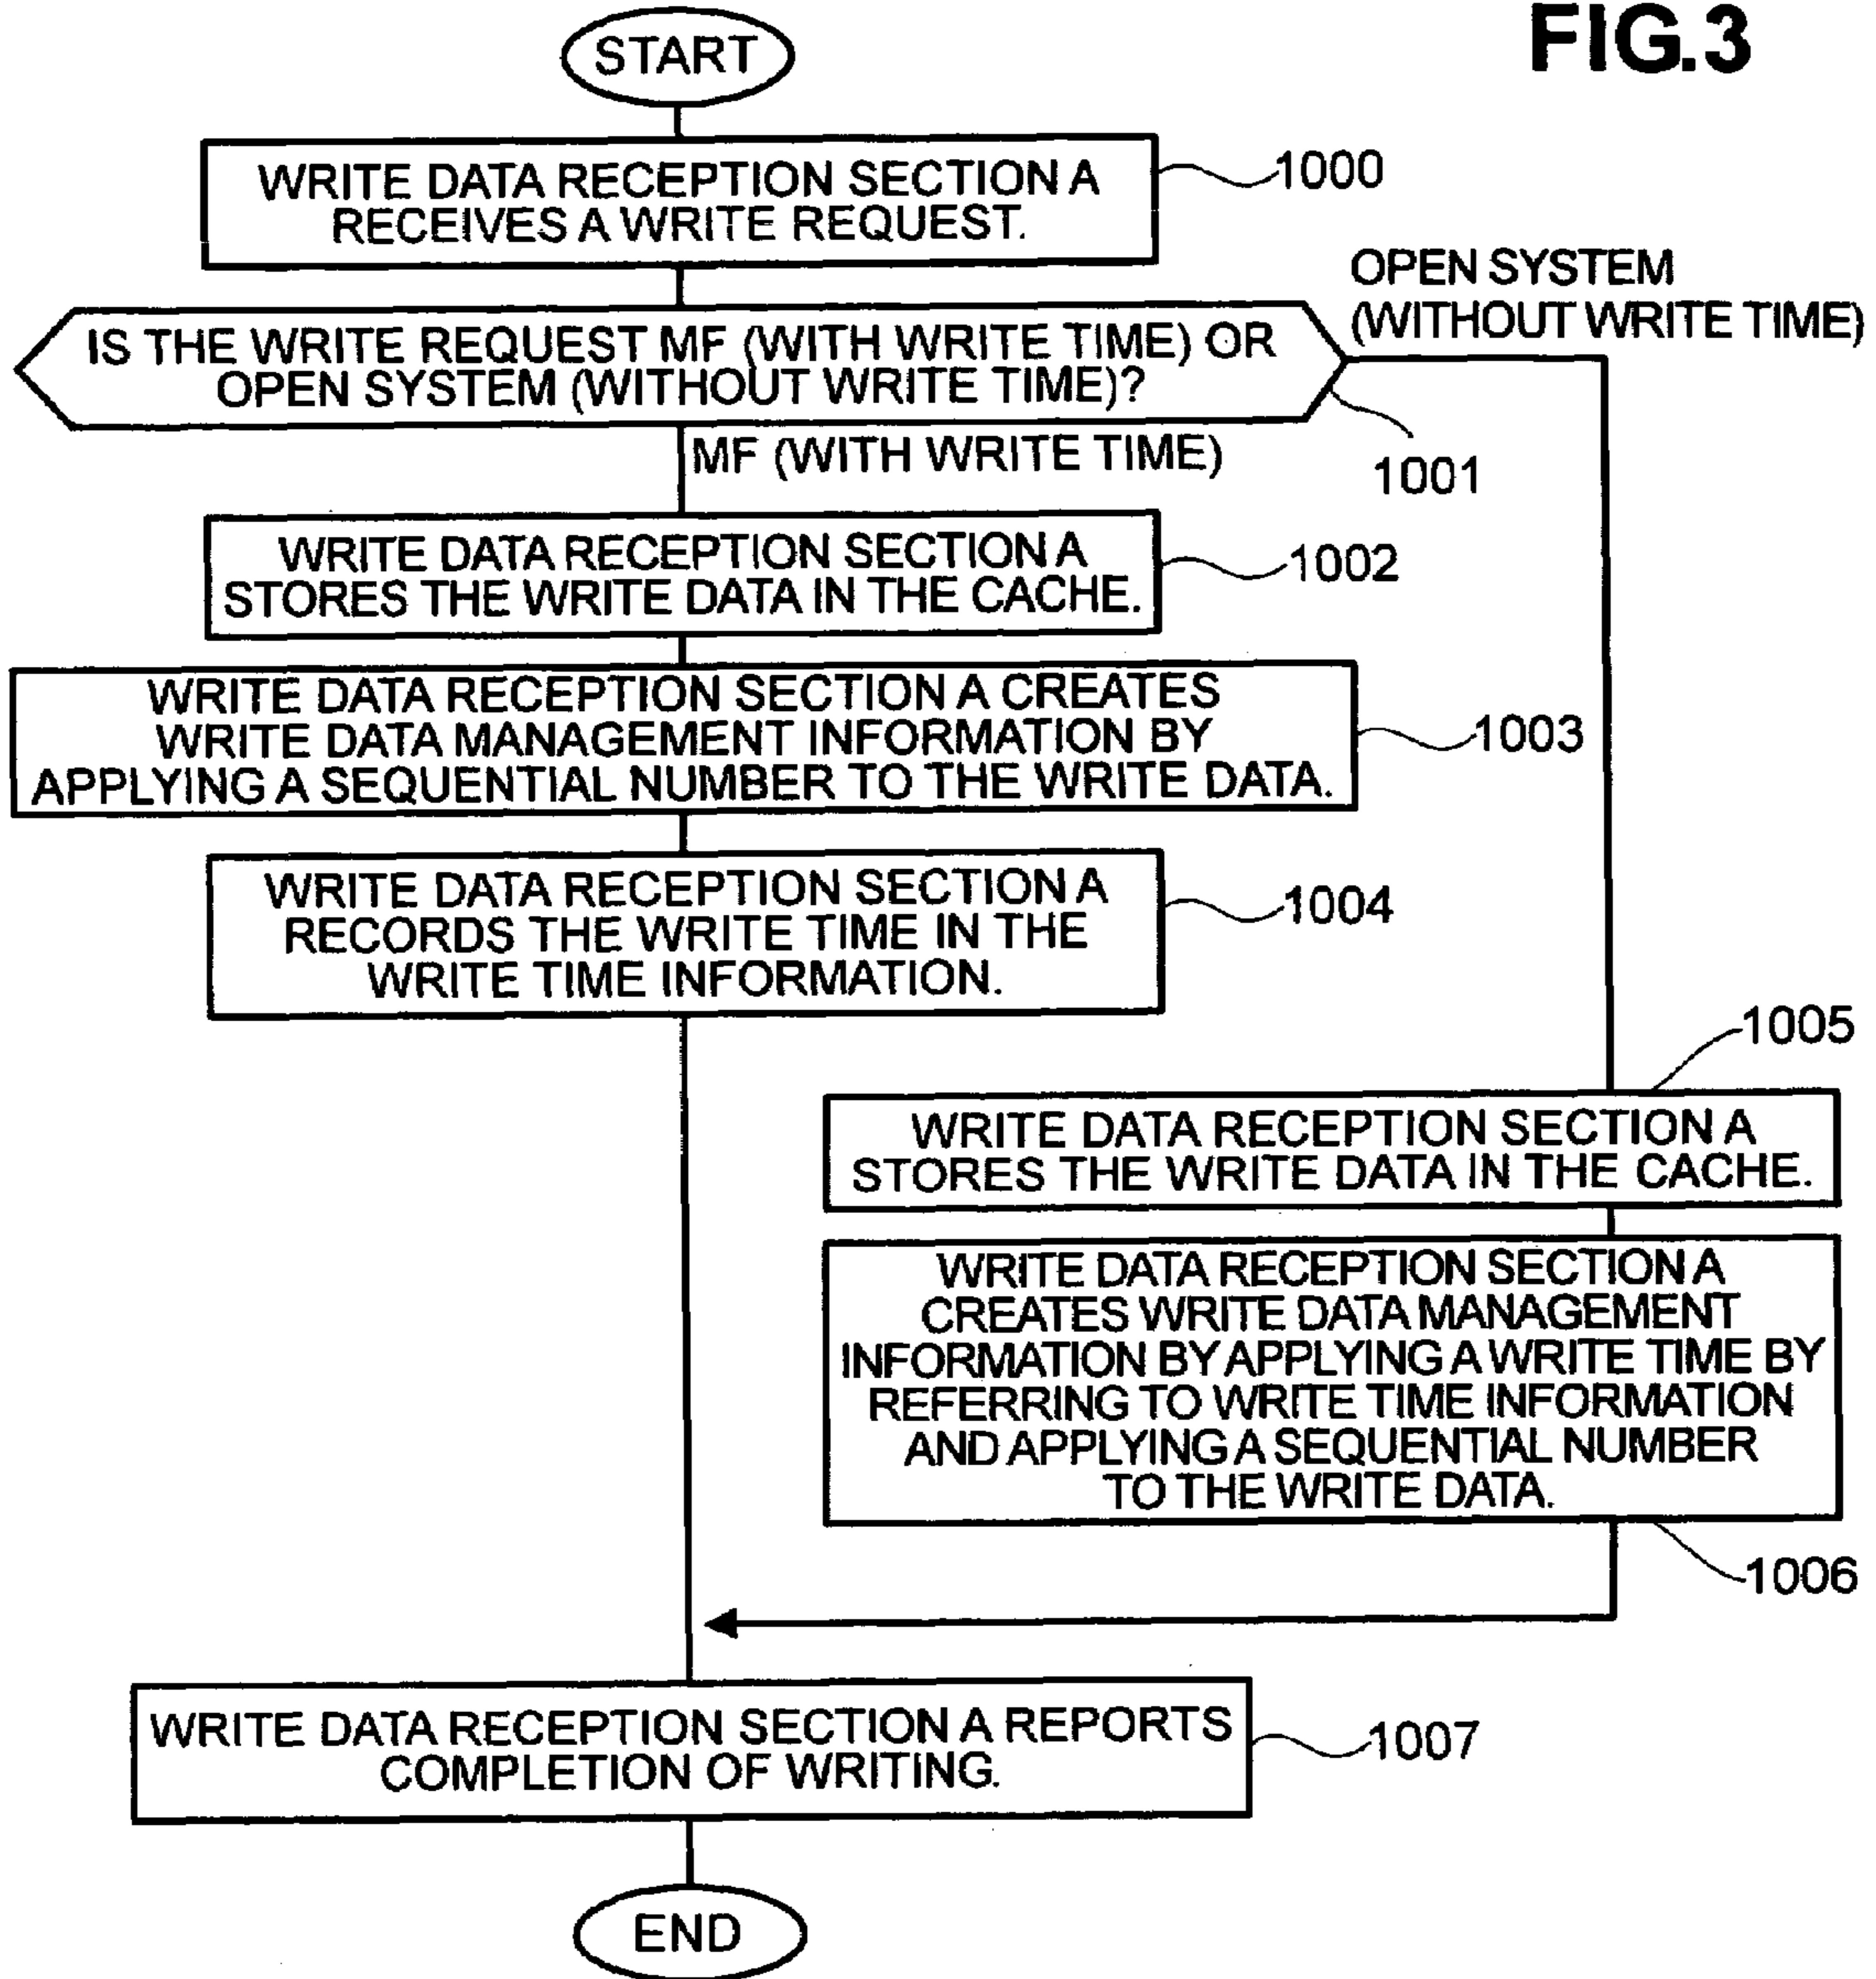 FIG.3
START
WRITE DATA RECEPTION SECTION A
RECEIVES A WRITE REQUEST.
1000
OPEN SYSTEM
(WITHOUT WRITE TIME)
IS THE WRITE REQUEST MF (WITH WRITE TIME) OR
OPEN SYSTEM (WITHOUT WRITE TIME)?
1001
MF (WITH WRITE TIME)
WRITE DATA RECEPTION SECTION A
STORES THE WRITE DATA IN THE CACHE.
1002
WRITE DATA RECEPTION SECTION A CREATES
WRITE DATA MANAGEMENT INFORMATION BY
APPLYING A SEQUENTIAL NUMBER TO THE WRITE DATA.
1003
WRITE DATA RECEPTION SECTION A
RECORDS THE WRITE TIME IN THE
WRITE TIME INFORMATION.
1004
1005
WRITE DATA RECEPTION SECTION A
STORES THE WRITE DATA IN THE CACHE.
WRITE DATA RECEPTION SECTION A
CREATES WRITE DATA MANAGEMENT
INFORMATION BY APPLYING A WRITE TIME BY
REFERRING TO WRITE TIME INFORMATION
AND APPLYING A SEQUENTIAL NUMBER
TO THE WRITE DATA.
1006
WRITE DATA RECEPTION SECTION A REPORTS
COMPLETION OF WRITING.
1007
END